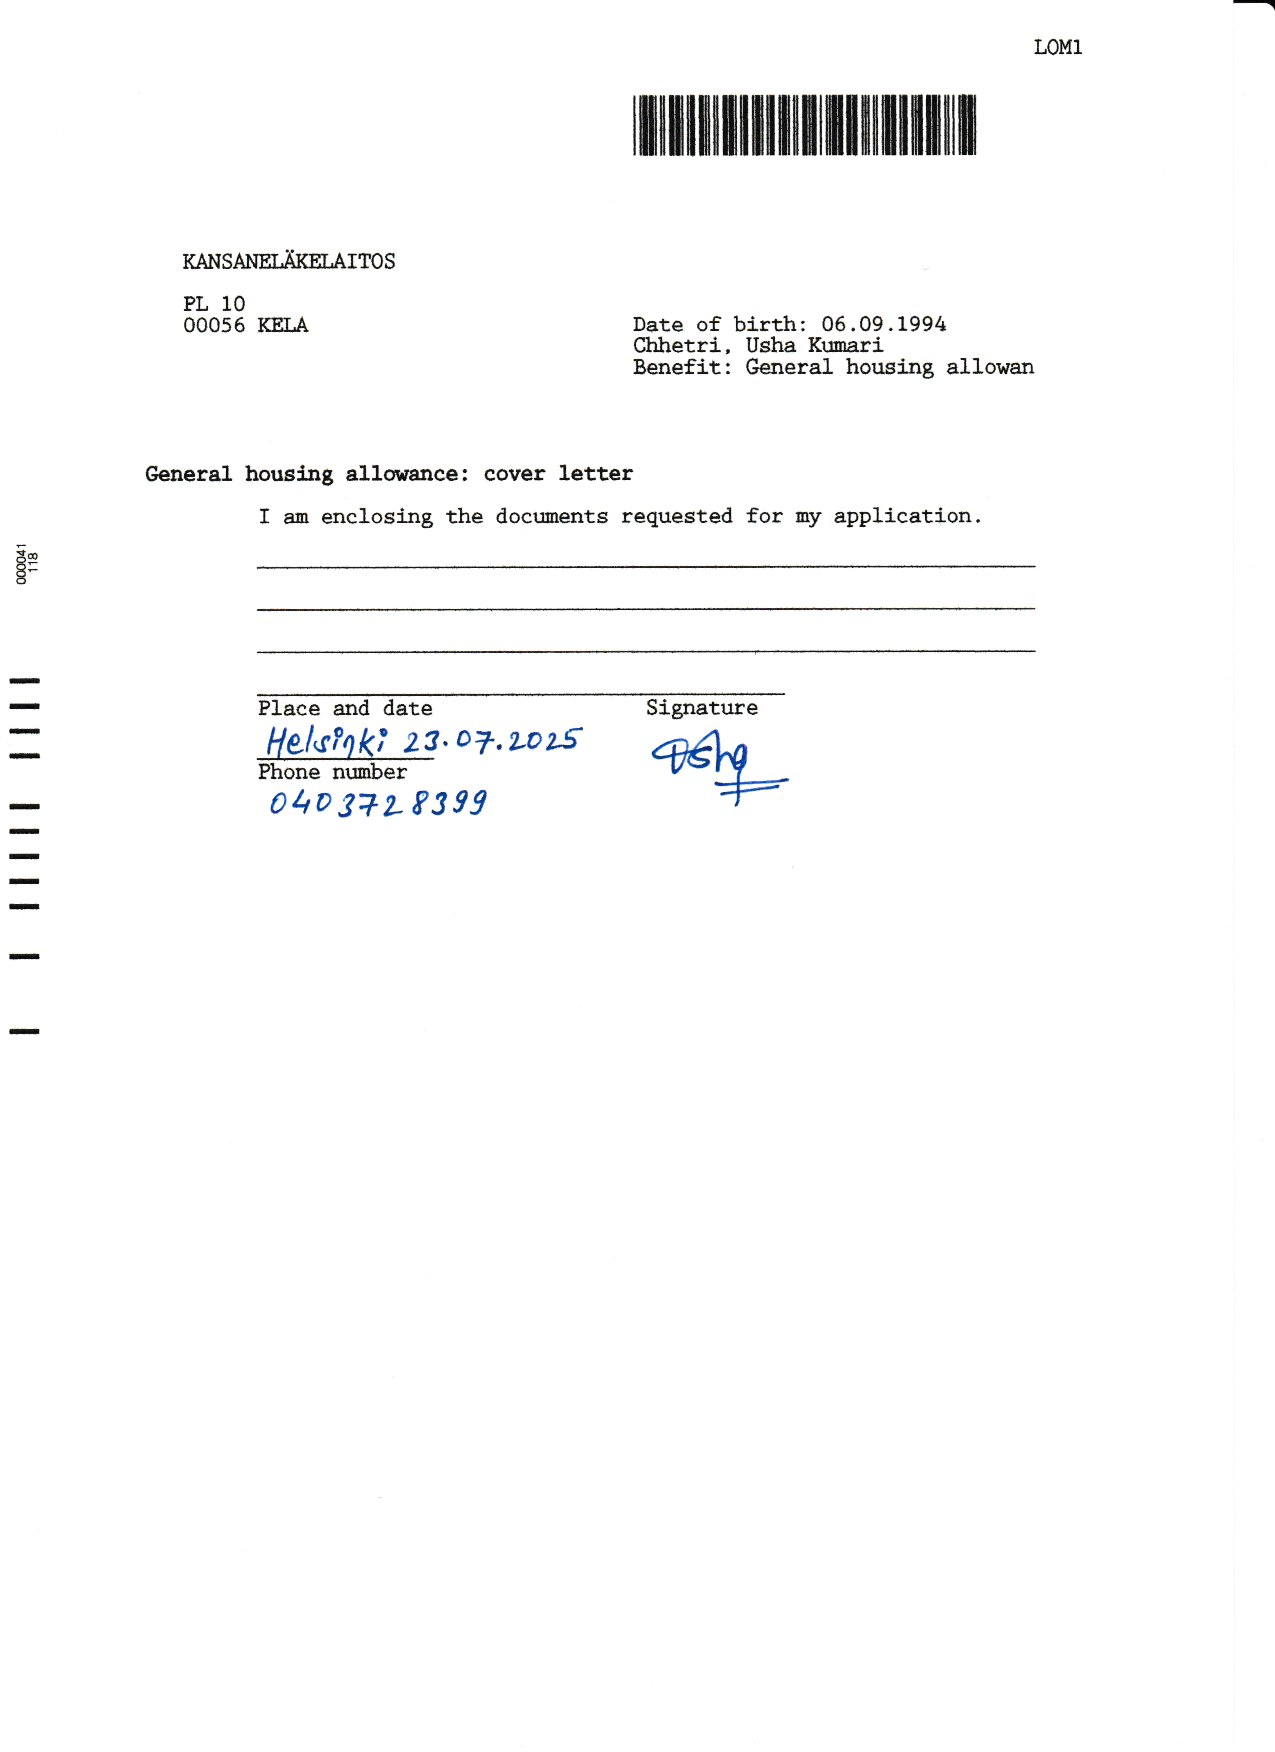 LOM1
KANSANELÄKELAITOS
PL 10
00056 KELA
Date of birth: 06.09.1994
Chhetri, Usha Kumari
Benefit: General housing allowan
General housing allowance: cover letter
I am enclosing the documents requested for my application.
000041
118
Place and date
Signature
Helsinki 23.07.2025
Usha
Phone number
0403728399